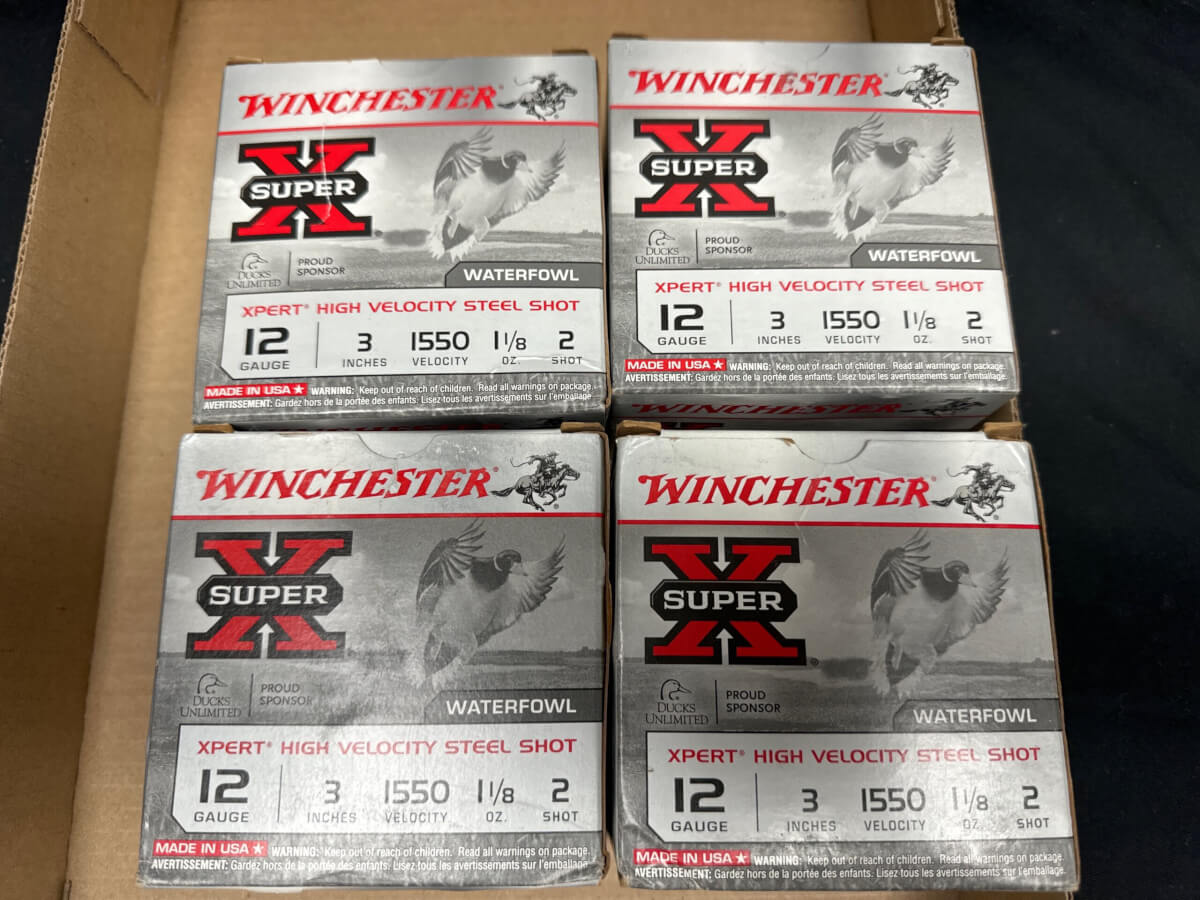 WINCHESTER
SUPER X
DUCKS
UNLIMITED
PROUD
SPONSOR
WATERFOWL
XPERT® HIGH VELOCITY STEEL SHOT
12 3 1550 1 1/8 2
GAUGE INCHES VELOCITY OZ. SHOT
MADE IN USA ★ WARNING: Keep out of reach of children. Read all warnings on package.
AVERTISSEMENT: Gardez hors de la portée des enfants. Lisez tous les avertissements sur l'emballage.
WINCHESTER
SUPER X
DUCKS
UNLIMITED
PROUD
SPONSOR
WATERFOWL
XPERT® HIGH VELOCITY STEEL SHOT
12 3 1550 1 1/8 2
GAUGE INCHES VELOCITY OZ. SHOT
MADE IN USA ★ WARNING: Keep out of reach of children. Read all warnings on package.
AVERTISSEMENT: Gardez hors de la portée des enfants. Lisez tous les avertissements sur l'emballage.
WINCHESTER
WINCHESTER
WINCHESTER
SUPER X
DUCKS
UNLIMITED
PROUD
SPONSOR
WATERFOWL
XPERT® HIGH VELOCITY STEEL SHOT
12 3 1550 1 1/8 2
GAUGE INCHES VELOCITY OZ. SHOT
MADE IN USA ★ WARNING: Keep out of reach of children. Read all warnings on package.
AVERTISSEMENT: Gardez hors de la portée des enfants. Lisez tous les avertissements sur l'emballage.
WINCHESTER
SUPER X
DUCKS
UNLIMITED
PROUD
SPONSOR
WATERFOWL
XPERT® HIGH VELOCITY STEEL SHOT
12 3 1550 1 1/8 2
GAUGE INCHES VELOCITY OZ. SHOT
MADE IN USA ★ WARNING: Keep out of reach of children. Read all warnings on package.
AVERTISSEMENT: Gardez hors de la portée des enfants. Lisez tous les avertissements sur l'emballage.